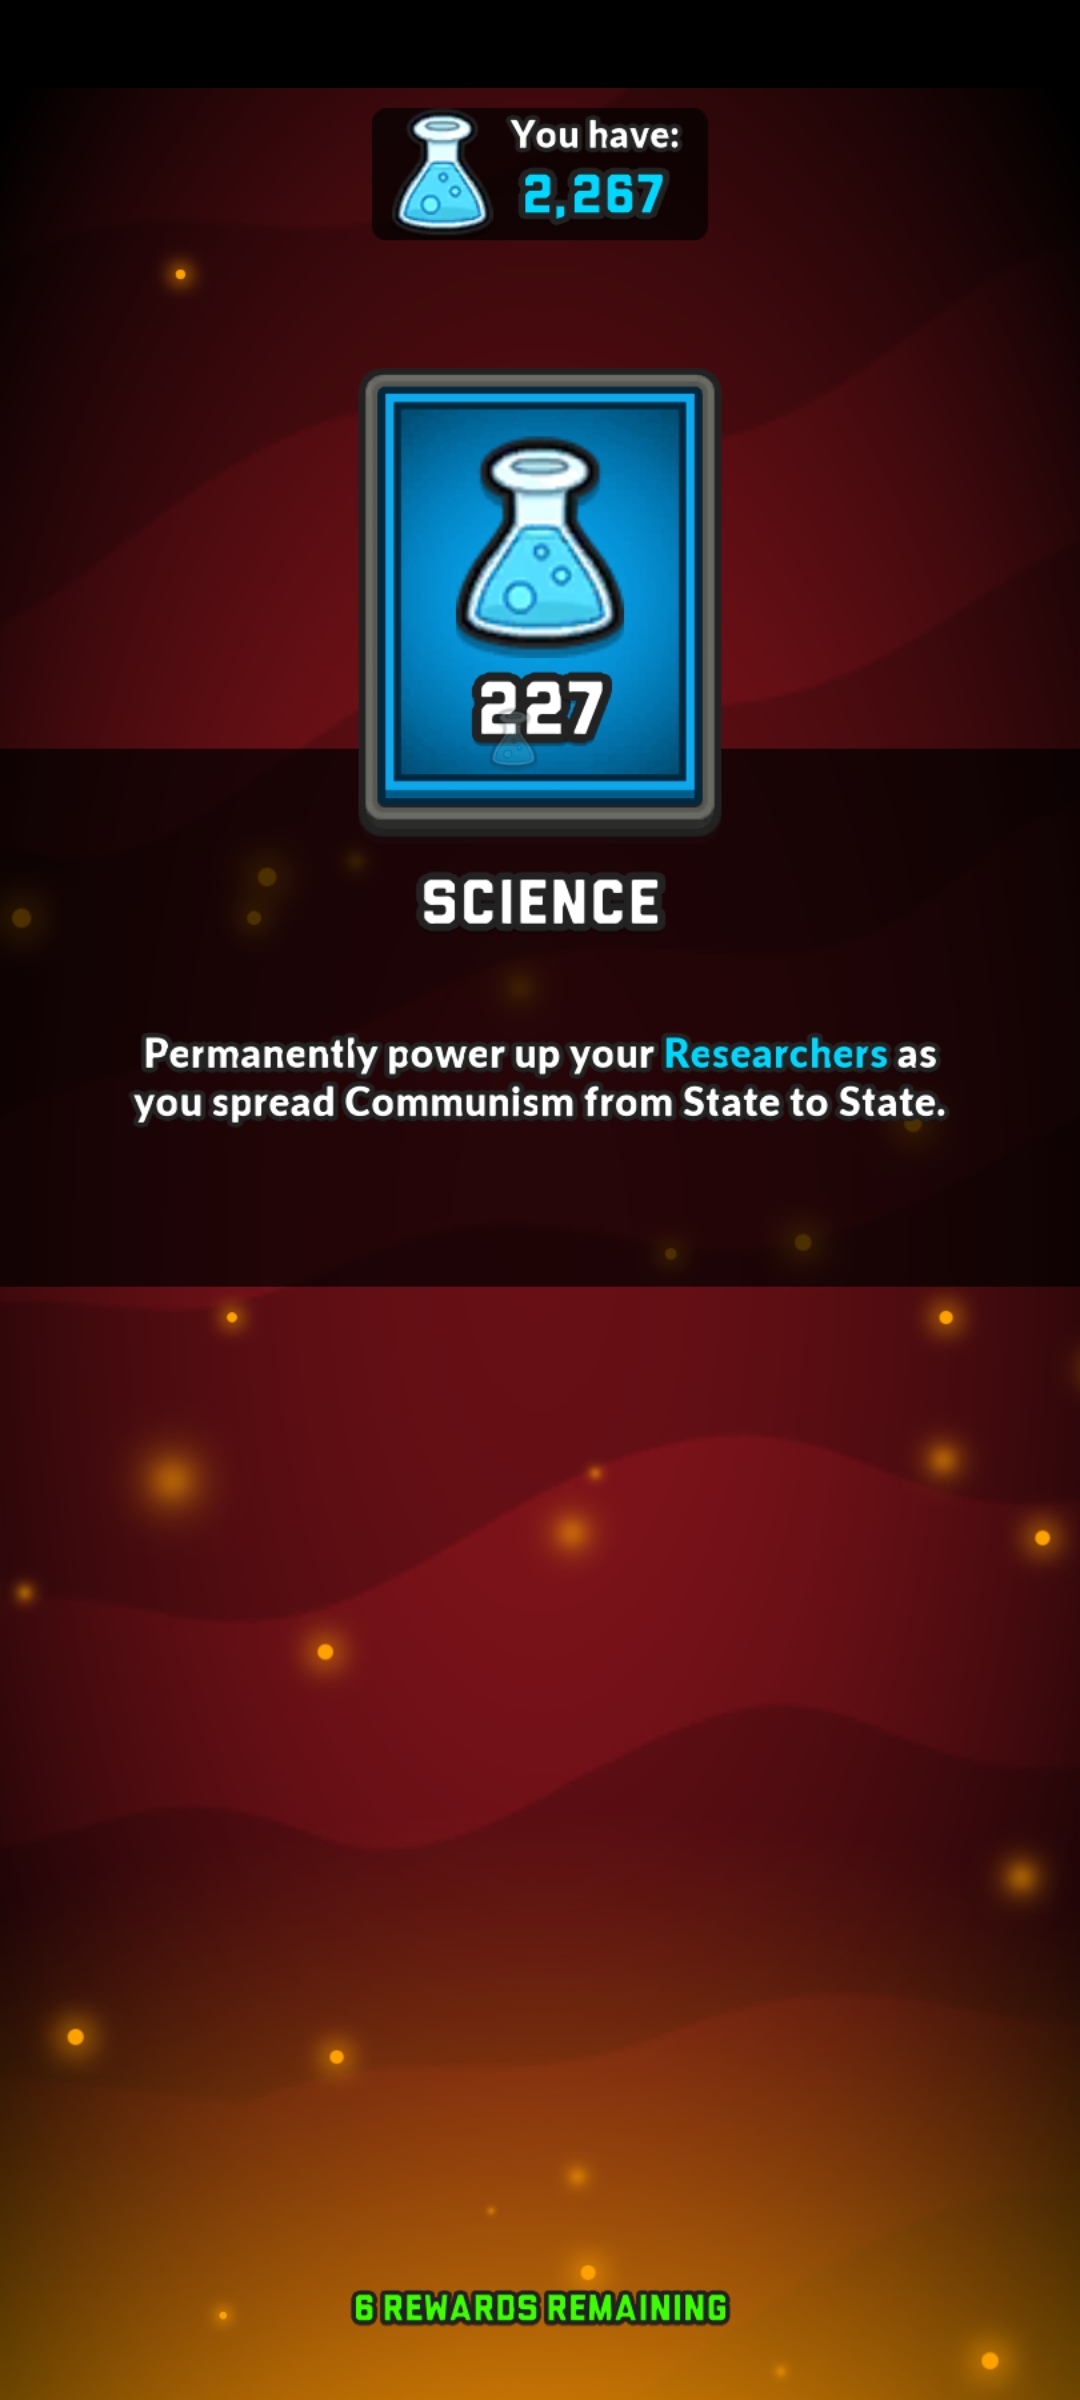 You have:
2,267
227
SCIENCE
Permanently power up your Researchers as
you spread Communism from State to State.
6 REWARDS REMAINING